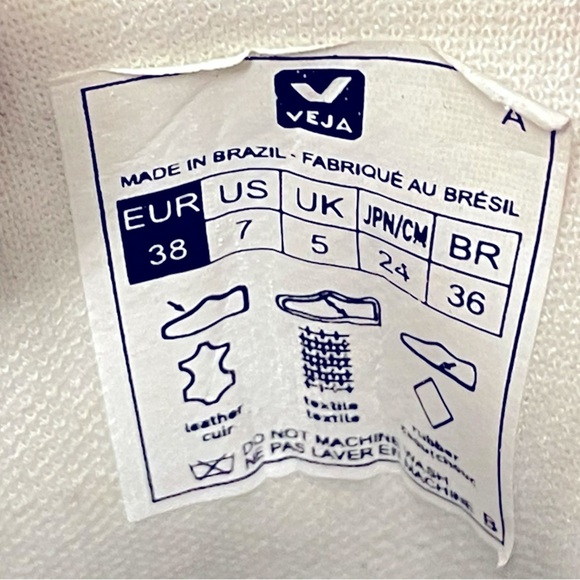 VEJA
A
MADE IN BRAZIL - FABRIQUÉ AU BRÉSIL
EUR US UK JPN/CM BR
38 7 5 24 36
leather
cuir
textile
textile
rubber
caoutchouc
DO NOT MACHINE WASH
NE PAS LAVER EN MACHINE B